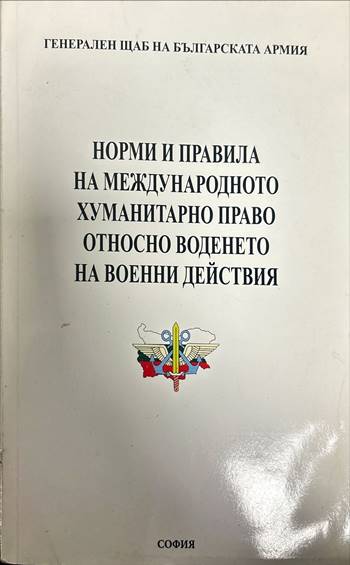 ГЕНЕРАЛЕН ЩАБ НА БЪЛГАРСКАТА АРМИЯ
НОРМИ И ПРАВИЛА
НА МЕЖДУНАРОДНОТО
ХУМАНИТАРНО ПРАВО
ОТНОСНО ВОДЕНЕТО
НА ВОЕННИ ДЕЙСТВИЯ
СОФИЯ